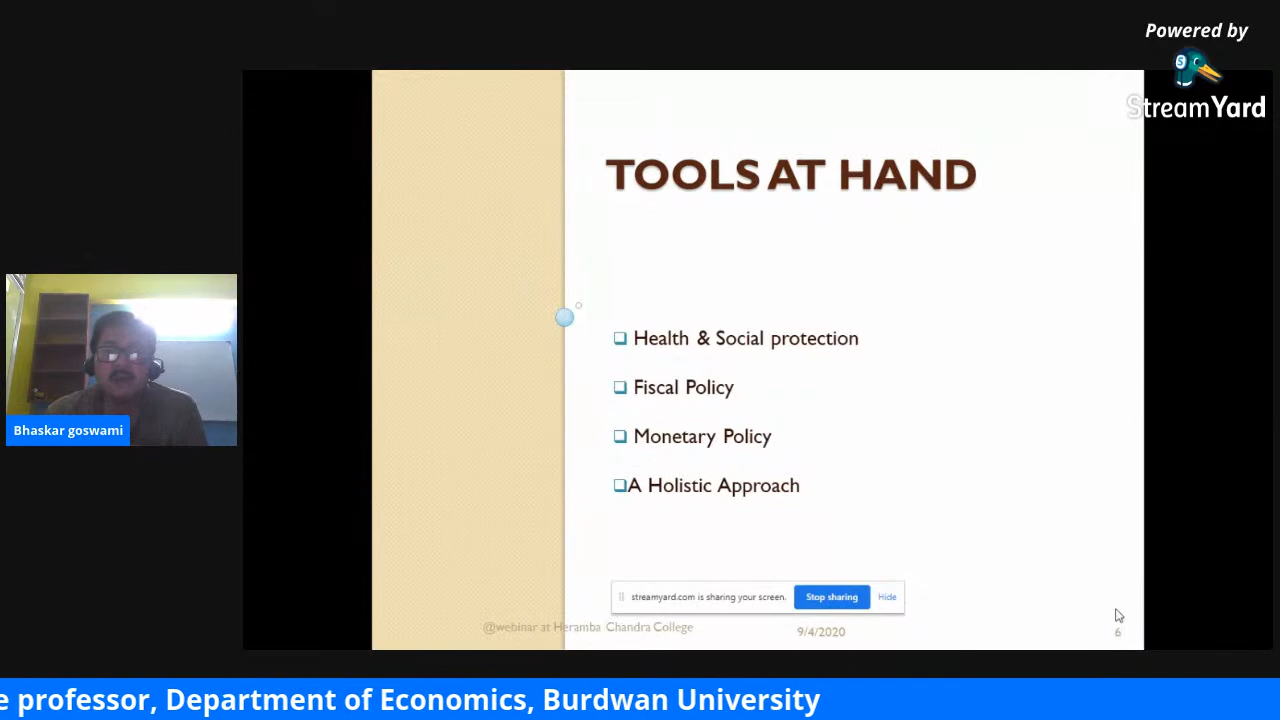 Powered by
StreamYard
TOOLS AT HAND
Health & Social protection
Fiscal Policy
Monetary Policy
A Holistic Approach
Bhaskar goswami
streamyard.com is sharing your screen. Stop sharing Hide
@webinar at Heramba Chandra College 9/4/2020 6
e professor, Department of Economics, Burdwan University